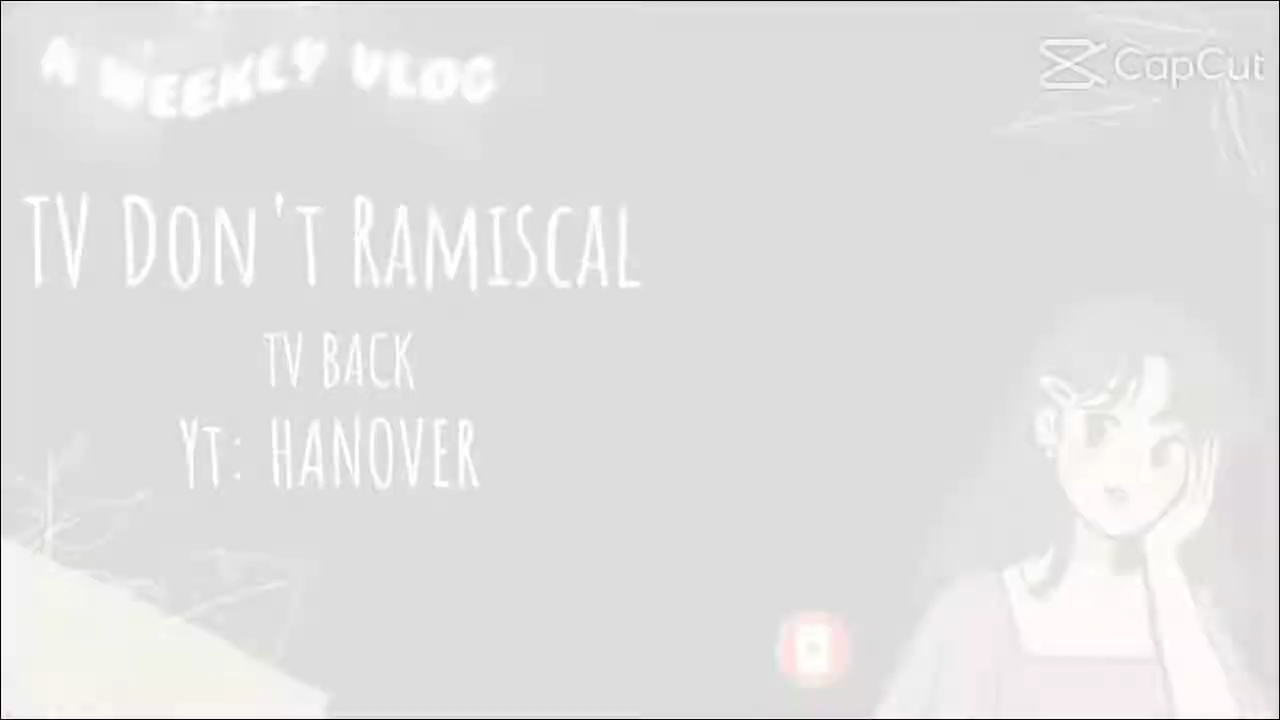 A WEEKLY VLOG
CapCut
TV DON'T RAMISCAL
TV BACK
YT: HANOVER